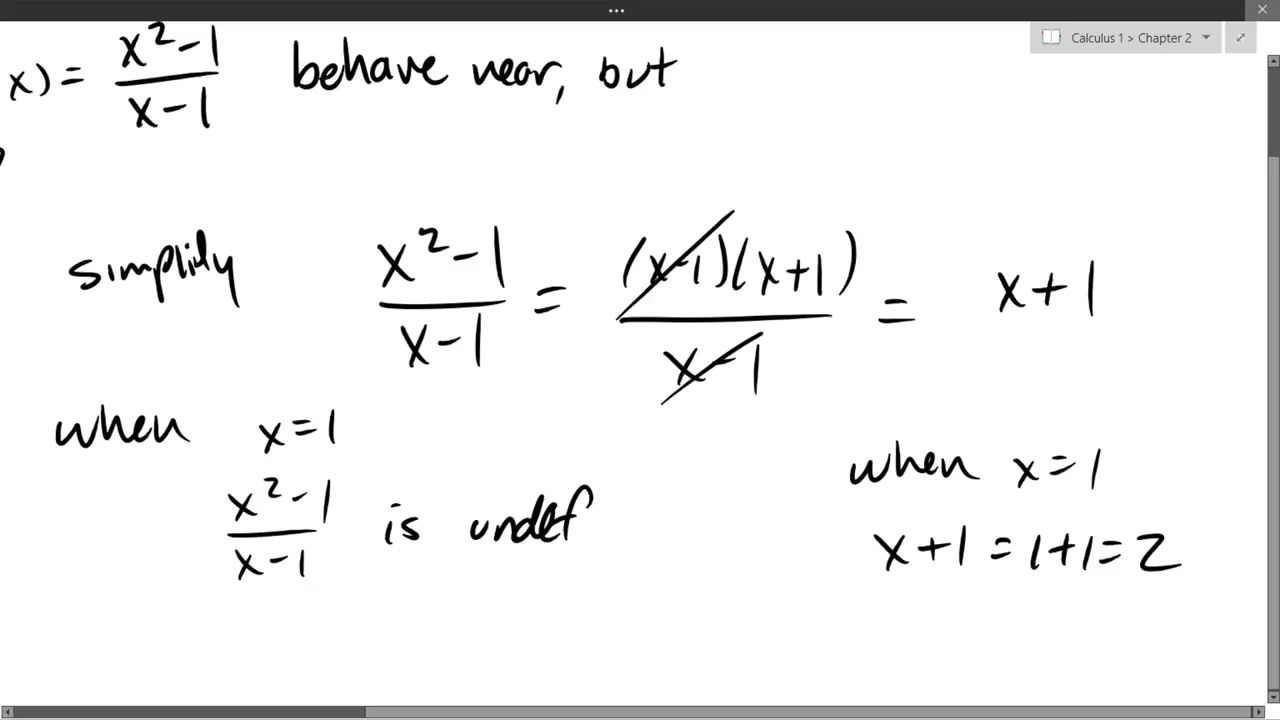 Calculus 1 > Chapter 2
x) = (x² - 1)/(x - 1) behave near, but
simplify (x² - 1)/(x - 1) = ((x - 1)(x + 1))/(x - 1) = x + 1
when x = 1
(x² - 1)/(x - 1) is undef
when x = 1
x + 1 = 1 + 1 = 2